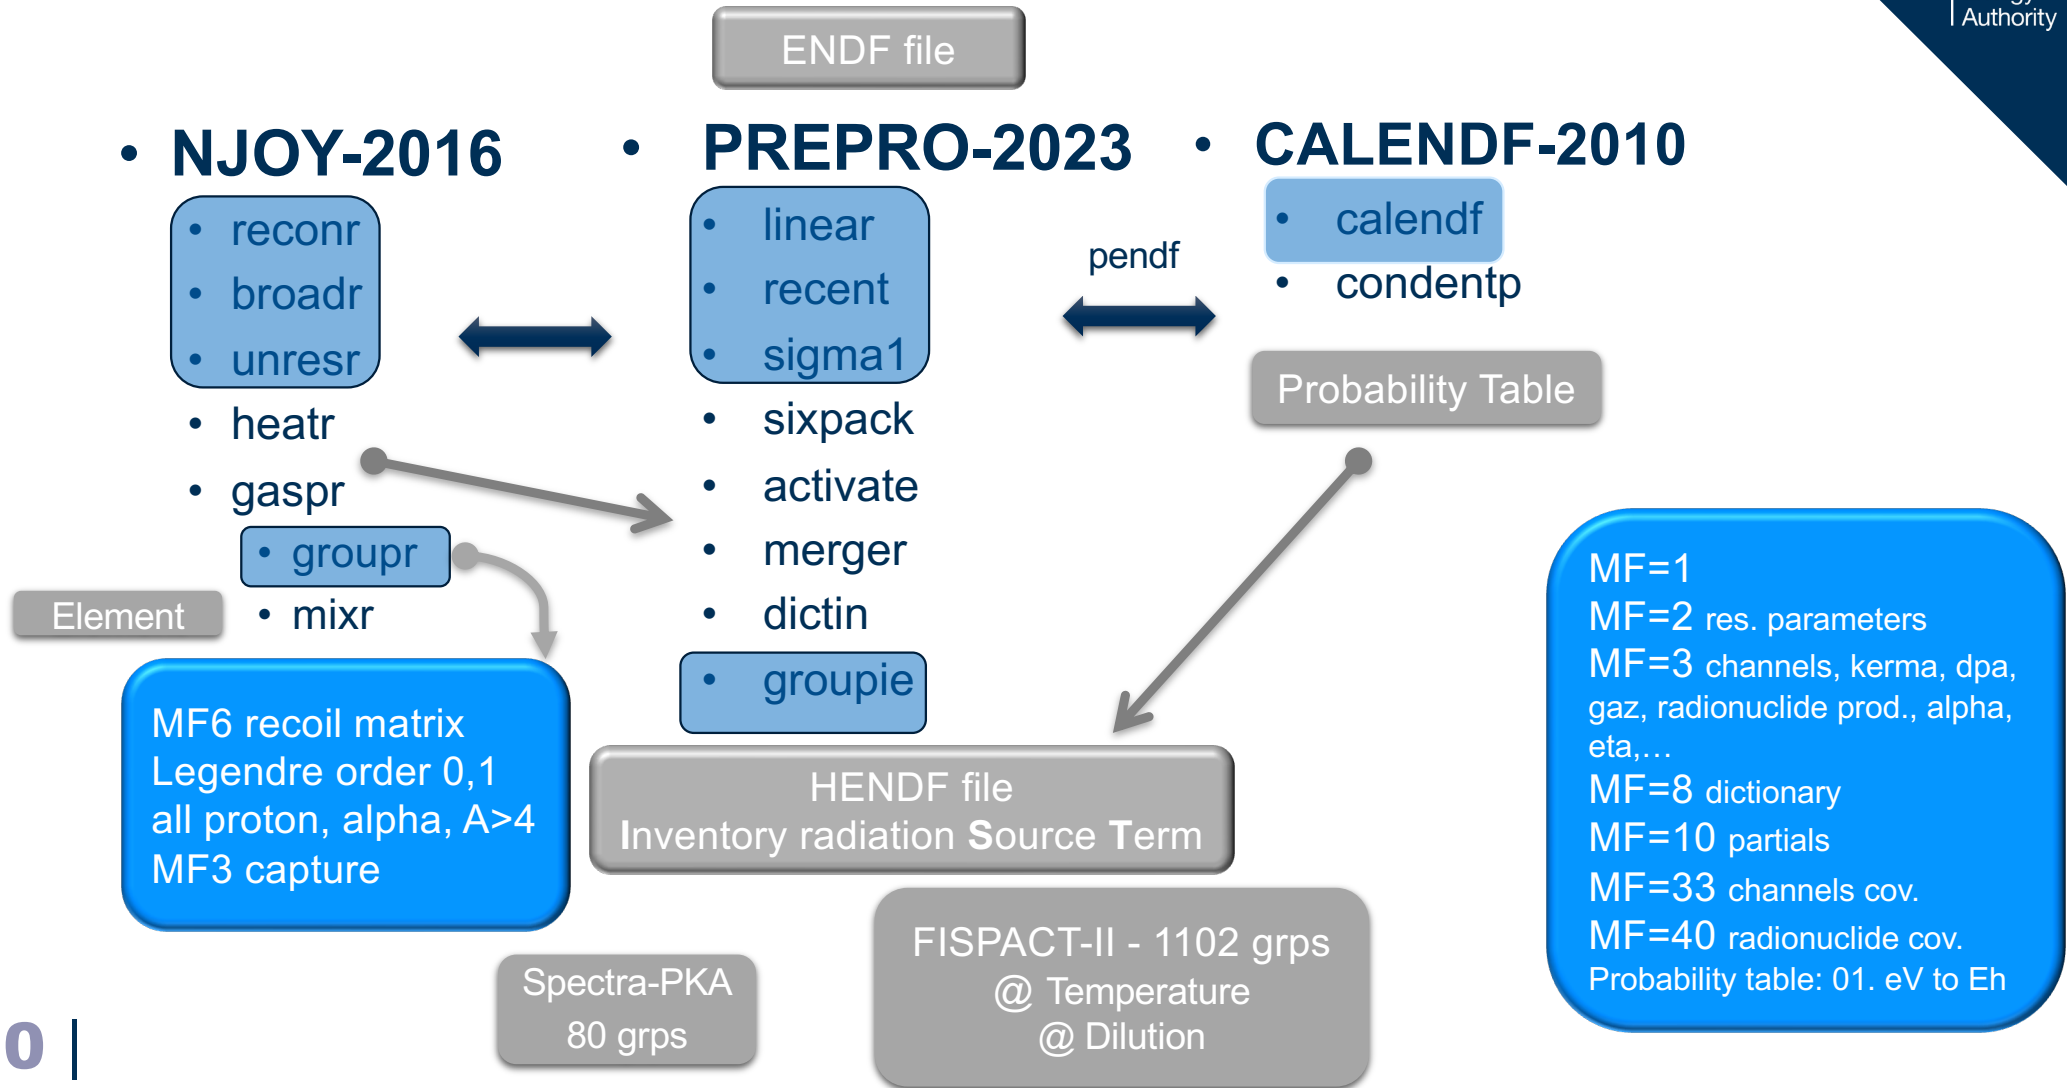 Authority
ENDF file
• NJOY-2016
• PREPRO-2023
• CALENDF-2010
• reconr
• broadr
• unresr
• heatr
• gaspr
• groupr
• mixr
Element
MF6 recoil matrix
Legendre order 0,1
all proton, alpha, A>4
MF3 capture
• linear
• recent
• sigma1
• sixpack
• activate
• merger
• dictin
• groupie
pendf
• calendf
• condentp
Probability Table
HENDF file
Inventory radiation Source Term
Spectra-PKA
80 grps
FISPACT-II - 1102 grps
@ Temperature
@ Dilution
MF=1
MF=2 res. parameters
MF=3 channels, kerma, dpa,
gaz, radionuclide prod., alpha,
eta,...
MF=8 dictionary
MF=10 partials
MF=33 channels cov.
MF=40 radionuclide cov.
Probability table: 01. eV to Eh
0